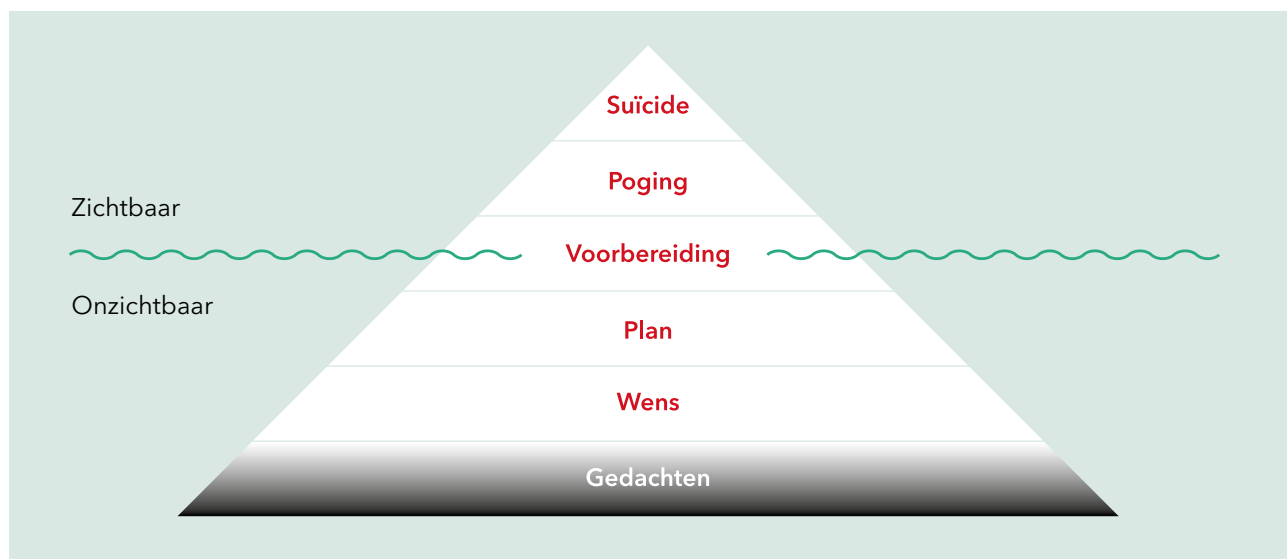 Suïcide
Poging
Zichtbaar
Voorbereiding
Onzichtbaar
Plan
Wens
Gedachten